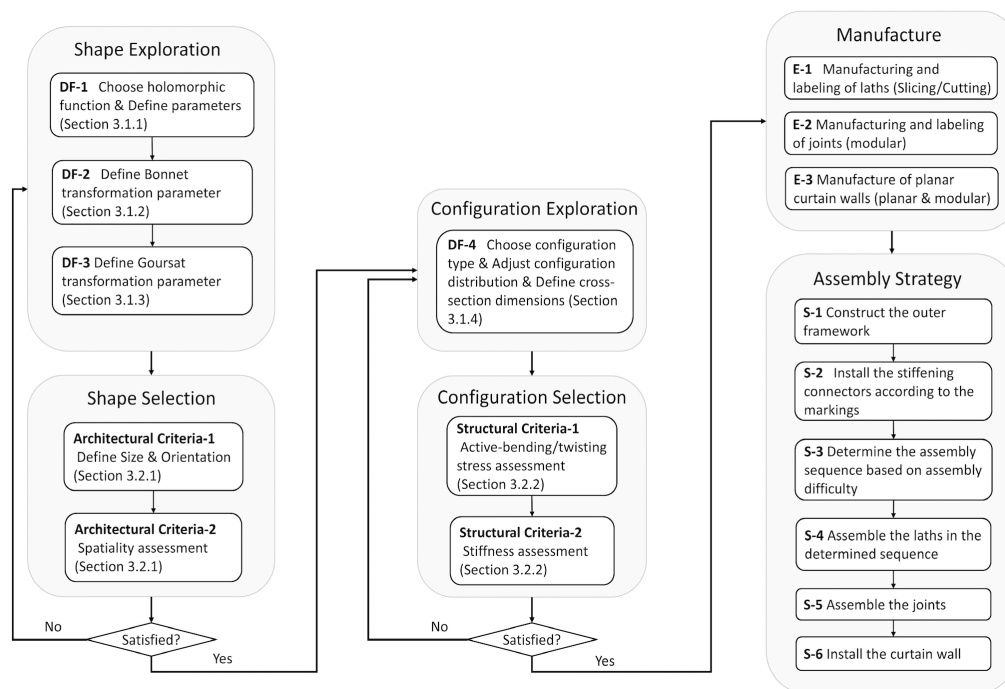 Shape Exploration
DF-1 Choose holomorphic
function & Define parameters
(Section 3.1.1)
DF-2 Define Bonnet
transformation parameter
(Section 3.1.2)
DF-3 Define Goursat
transformation parameter
(Section 3.1.3)
Shape Selection
Architectural Criteria-1
Define Size & Orientation
(Section 3.2.1)
Architectural Criteria-2
Spatiality assessment
(Section 3.2.1)
No
Satisfied?
Yes
Configuration Exploration
DF-4 Choose configuration
type & Adjust configuration
distribution & Define cross-
section dimensions (Section
3.1.4)
Configuration Selection
Structural Criteria-1
Active-bending/twisting
stress assessment
(Section 3.2.2)
Structural Criteria-2
Stiffness assessment
(Section 3.2.2)
No
Satisfied?
Yes
Manufacture
E-1 Manufacturing and
labeling of laths (Slicing/Cutting)
E-2 Manufacturing and labeling
of joints (modular)
E-3 Manufacture of planar
curtain walls (planar & modular)
Assembly Strategy
S-1 Construct the outer
framework
S-2 Install the stiffening
connectors according to the
markings
S-3 Determine the assembly
sequence based on assembly
difficulty
S-4 Assemble the laths in the
determined sequence
S-5 Assemble the joints
S-6 Install the curtain wall